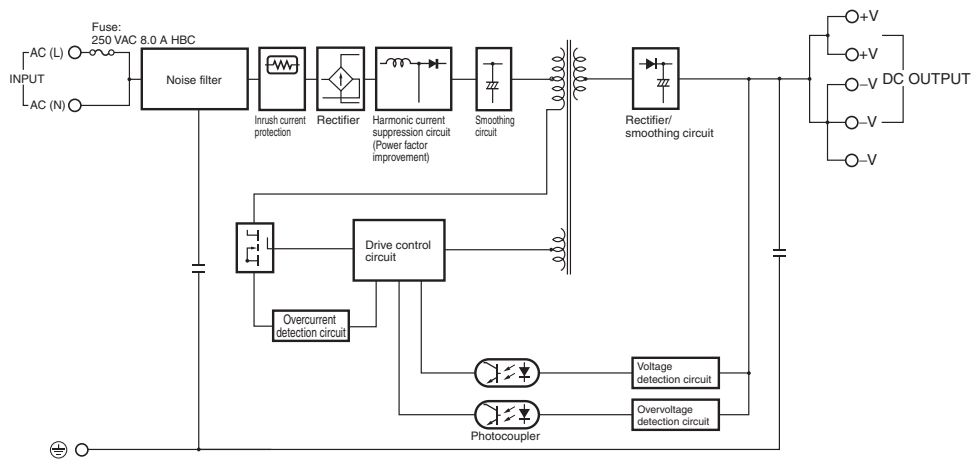 Fuse:
250 VAC 8.0 A HBC
AC (L)
INPUT
AC (N)
Noise filter
Inrush current
protection
Rectifier
Harmonic current
suppression circuit
(Power factor
improvement)
Smoothing
circuit
Rectifier/
smoothing circuit
+V
+V
–V
DC OUTPUT
–V
–V
Drive control
circuit
Overcurrent
detection circuit
Voltage
detection circuit
Overvoltage
detection circuit
Photocoupler